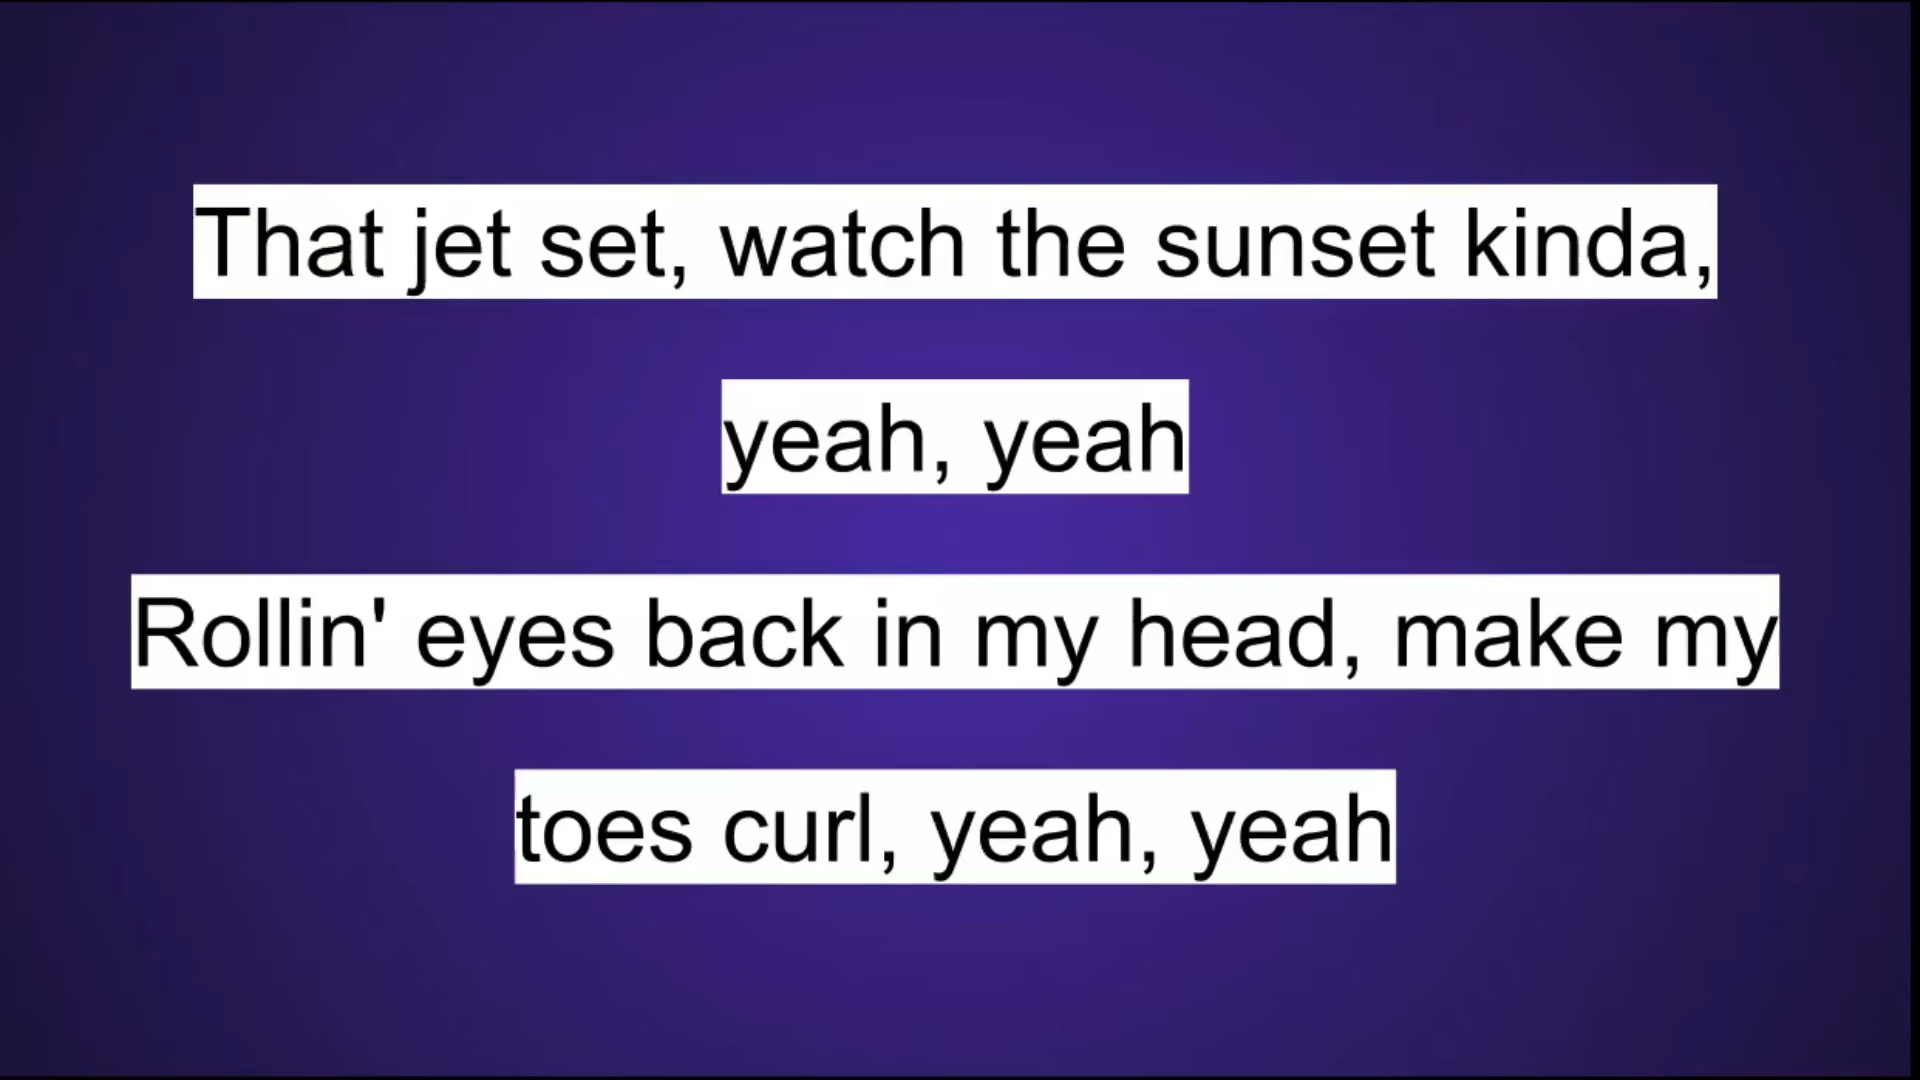 That jet set, watch the sunset kinda,
yeah, yeah
Rollin' eyes back in my head, make my
toes curl, yeah, yeah